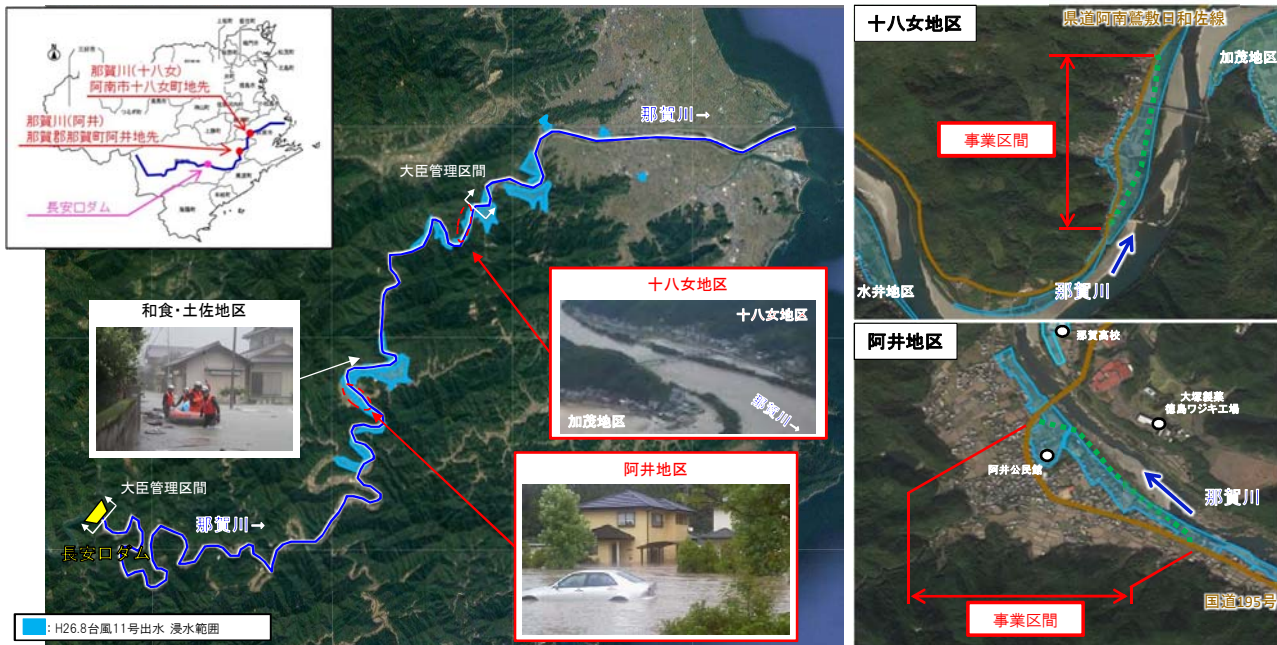 那賀川(十八女)
阿南市十八女町地先
那賀川(阿井)
那賀郡那賀町阿井地先
長安口ダム
N
那賀川→
大臣管理区間
和食・土佐地区
十八女地区
十八女地区
加茂地区
那賀川→
阿井地区
大臣管理区間
那賀川→
長安口ダム
:H26.8台風11号出水 浸水範囲
十八女地区
県道阿南鷲敷日和佐線
加茂地区
事業区間
水井地区
那賀川
阿井地区
那賀高校
大塚製薬
徳島ワジキ工場
阿井公民館
那賀川
国道195号
事業区間